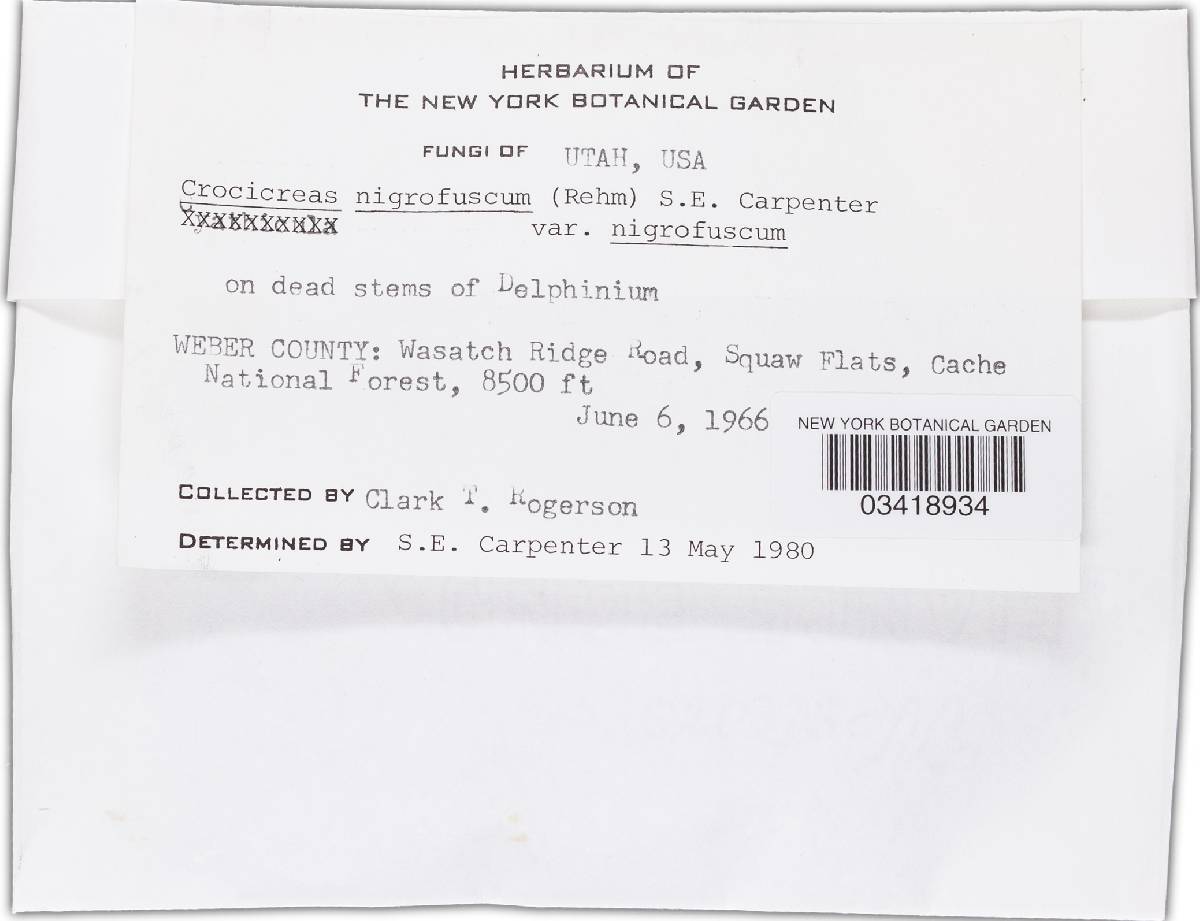 HERBARIUM OF
THE NEW YORK BOTANICAL GARDEN
FUNGI OF UTAH, USA
Crocicreas nigrofuscum (Rehm) S.E. Carpenter
var. nigrofuscum
on dead stems of Delphinium
WEBER COUNTY: Wasatch Ridge Road, Squaw Flats, Cache
National Forest, 8500 ft
June 6, 1966
NEW YORK BOTANICAL GARDEN
03418934
COLLECTED BY Clark T. Rogerson
DETERMINED BY S.E. Carpenter 13 May 1980